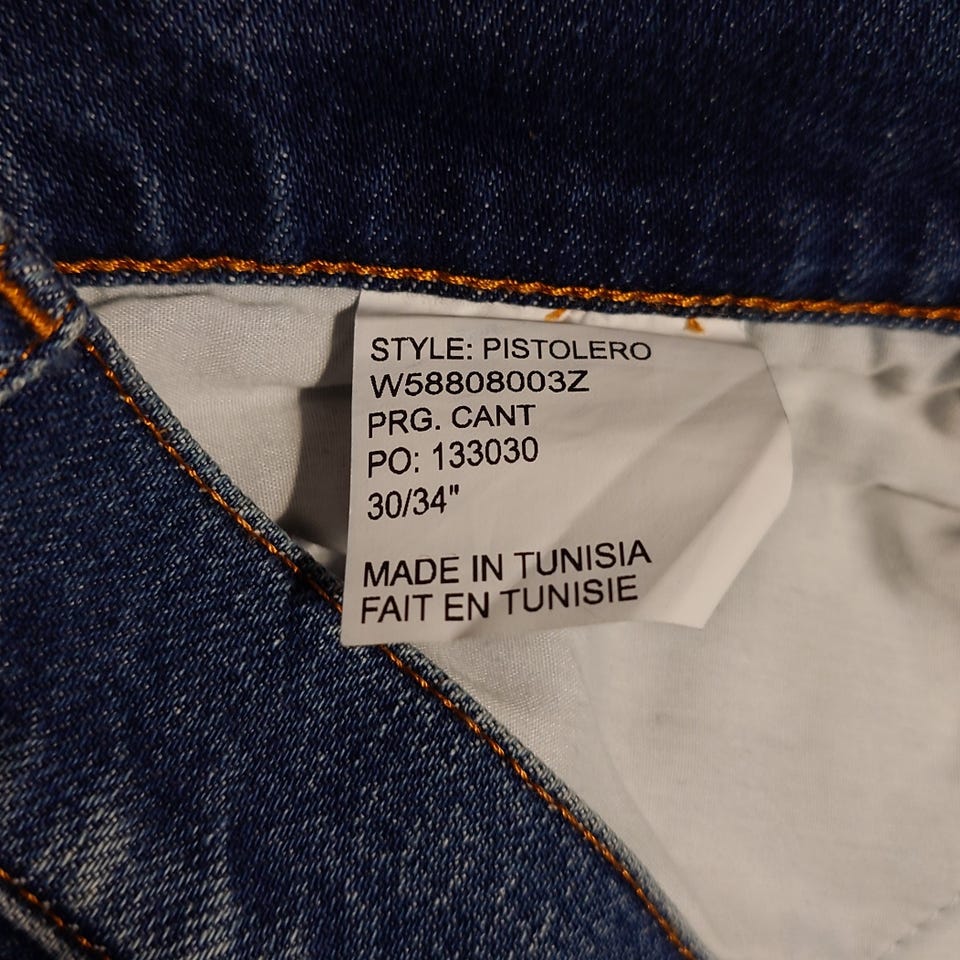 STYLE: PISTOLERO
W58808003Z
PRG. CANT
PO: 133030
30/34"
MADE IN TUNISIA
FAIT EN TUNISIE